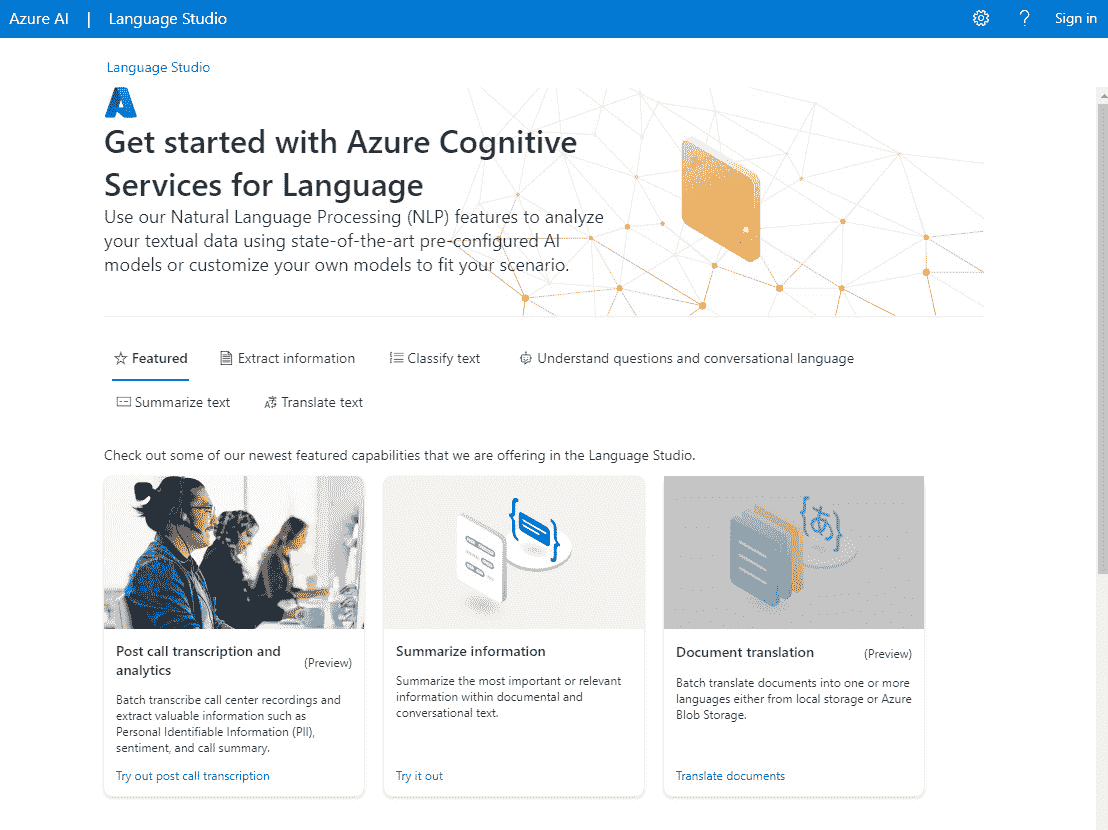 Azure AI | Language Studio ? Sign in
Language Studio
Get started with Azure Cognitive
Services for Language
Use our Natural Language Processing (NLP) features to analyze
your textual data using state-of-the-art pre-configured AI
models or customize your own models to fit your scenario.
Featured Extract information Classify text Understand questions and conversational language
Summarize text Translate text
Check out some of our newest featured capabilities that we are offering in the Language Studio.
あ
Post call transcription and
analytics (Preview)
Batch transcribe call center recordings and
extract valuable information such as
Personal Identifiable Information (PII),
sentiment, and call summary.
Try out post call transcription
Summarize information
Summarize the most important or relevant
information within documental and
conversational text.
Try it out
Document translation (Preview)
Batch translate documents into one or more
languages either from local storage or Azure
Blob Storage.
Translate documents